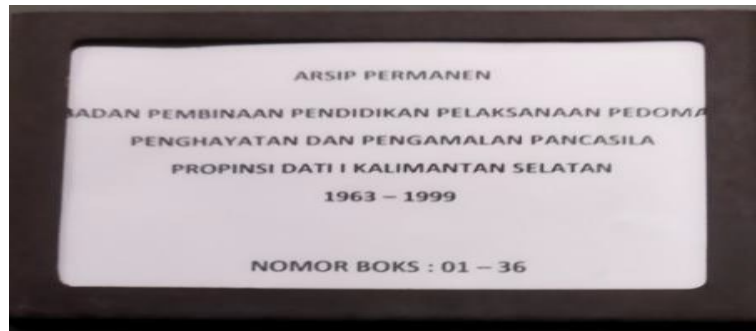 ARSIP PERMANEN
BADAN PEMBINAAN PENDIDIKAN PELAKSANAAN PEDOMA
PENGHAYATAN DAN PENGAMALAN PANCASILA
PROPINSI DATI I KALIMANTAN SELATAN
1963 – 1999
NOMOR BOKS : 01 – 36